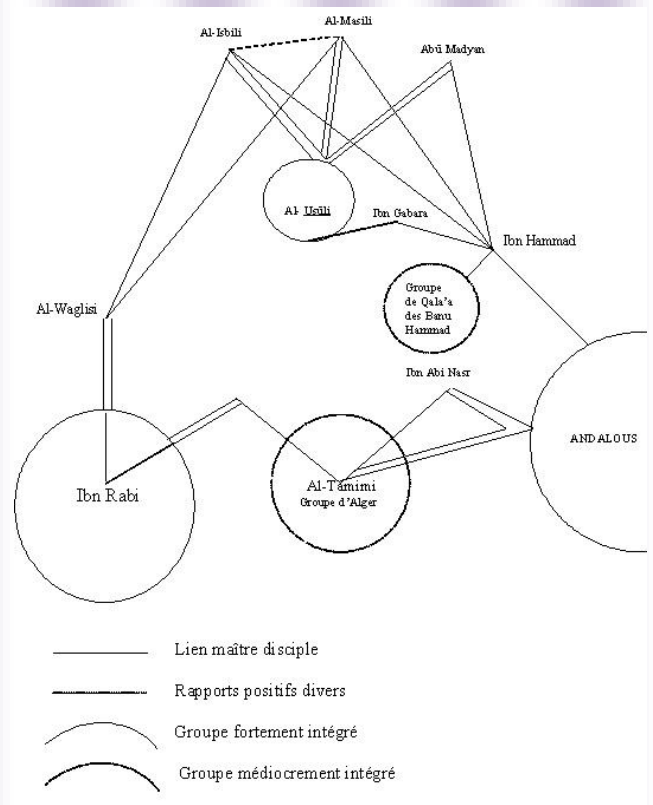 Al-Masili
Al-Isbili
Abū Madyan
Al- Usūli
Ibn Gabara
Ibn Hammad
Groupe
de Qala’a
des Banu
Hammad
Al-Waglisi
Ibn Abi Nasr
ANDALOUS
Ibn Rabi
Al-Tamimi
Groupe d’Alger
Lien maître disciple
Rapports positifs divers
Groupe fortement intégré
Groupe médiocrement intégré